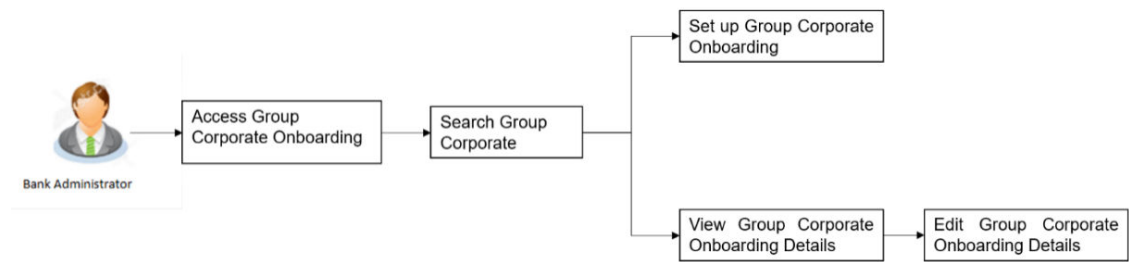 Bank Administrator
Access Group
Corporate Onboarding
Search Group
Corporate
Set up Group Corporate
Onboarding
View Group Corporate
Onboarding Details
Edit Group Corporate
Onboarding Details